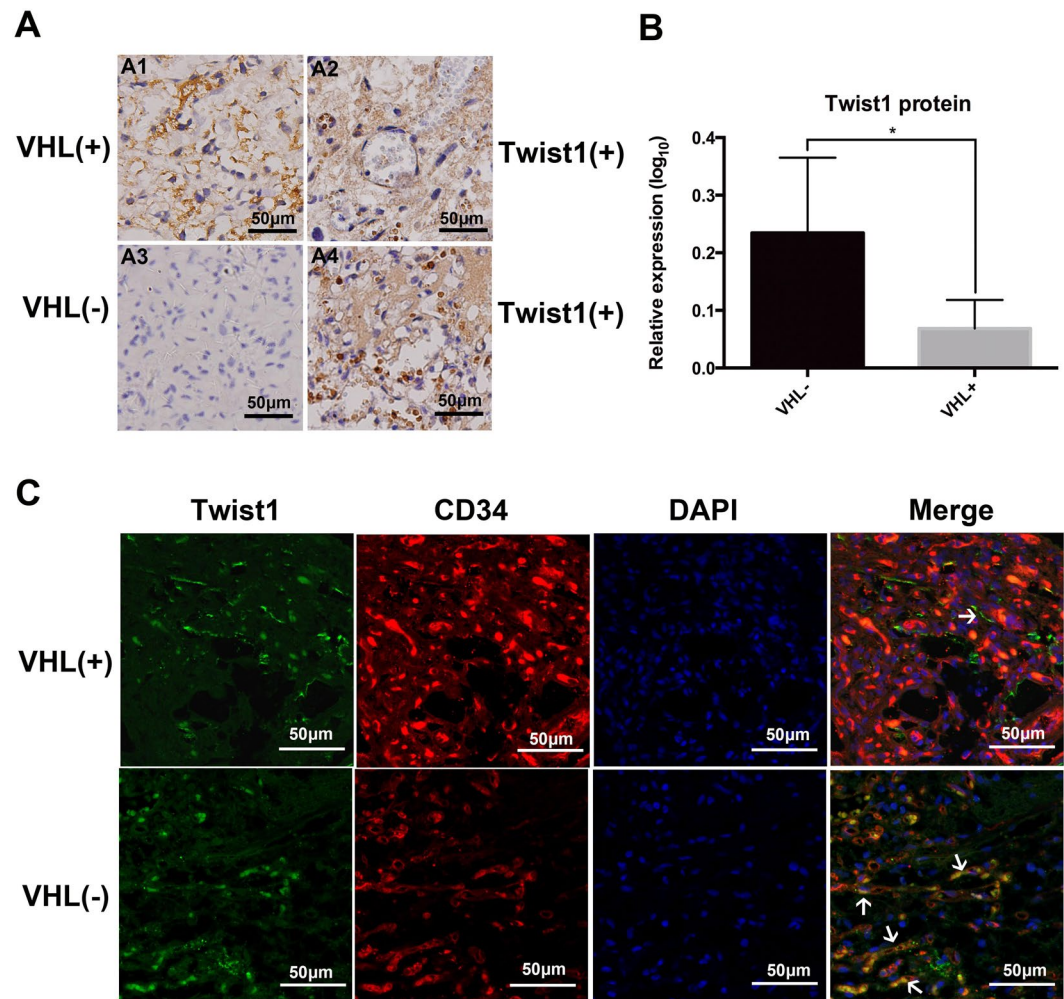 A
A1
A2
VHL(+)
Twist1(+)
50µm
50µm
A3
A4
VHL(-)
Twist1(+)
50µm
50µm
B
Twist1 protein
*
Relative expression (log10)
0.4
0.3
0.2
0.1
0.0
VHL-
VHL+
C
Twist1
CD34
DAPI
Merge
VHL(+)
50µm
50µm
50µm
50µm
VHL(-)
50µm
50µm
50µm
50µm